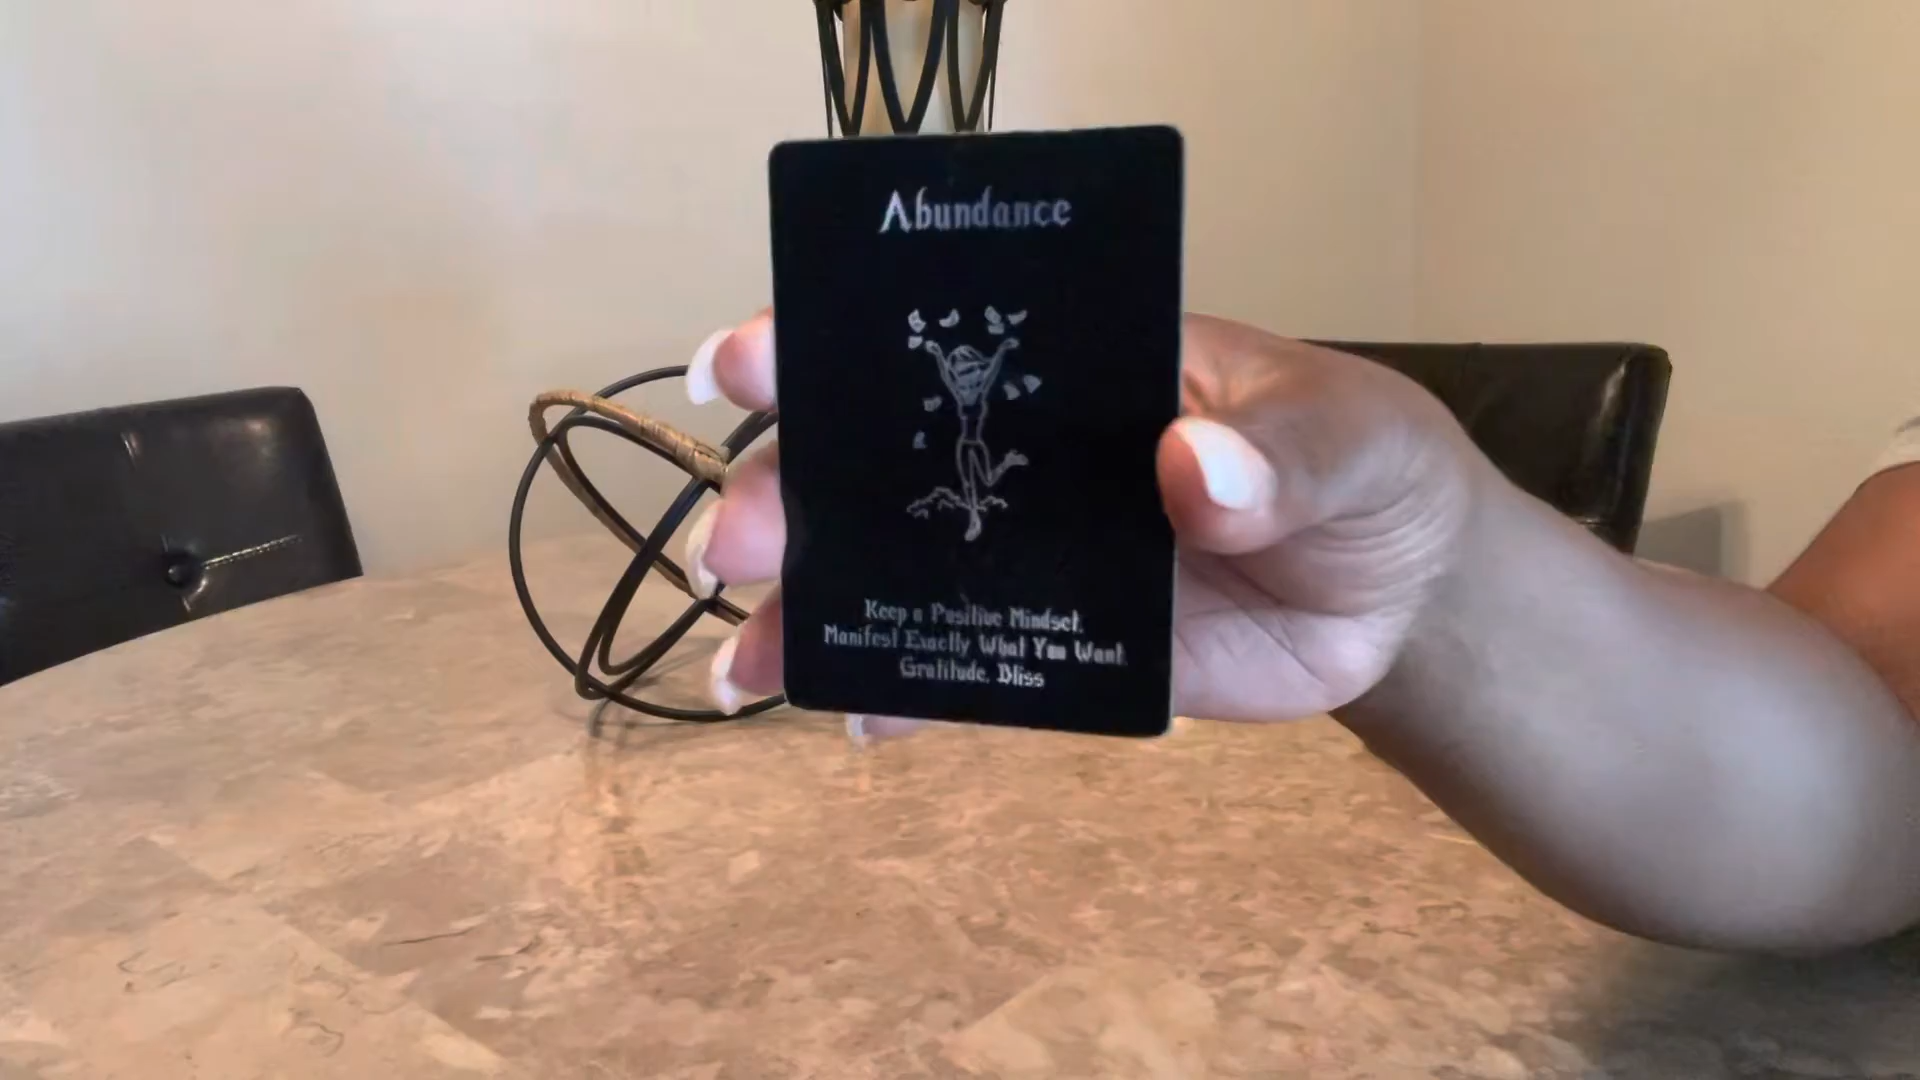 Abundance
Keep a Positive Mindset.
Manifest Exactly What You Want.
Gratitude. Bliss